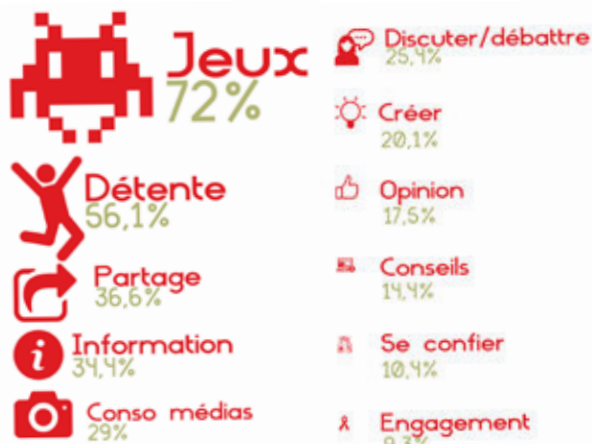 Jeux
72%
Détente
56,1%
Partage
36,6%
Information
34,4%
Conso médias
29%
Discuter/débattre
25,4%
Créer
20,1%
Opinion
17,5%
Conseils
14,4%
Se confier
10,4%
Engagement